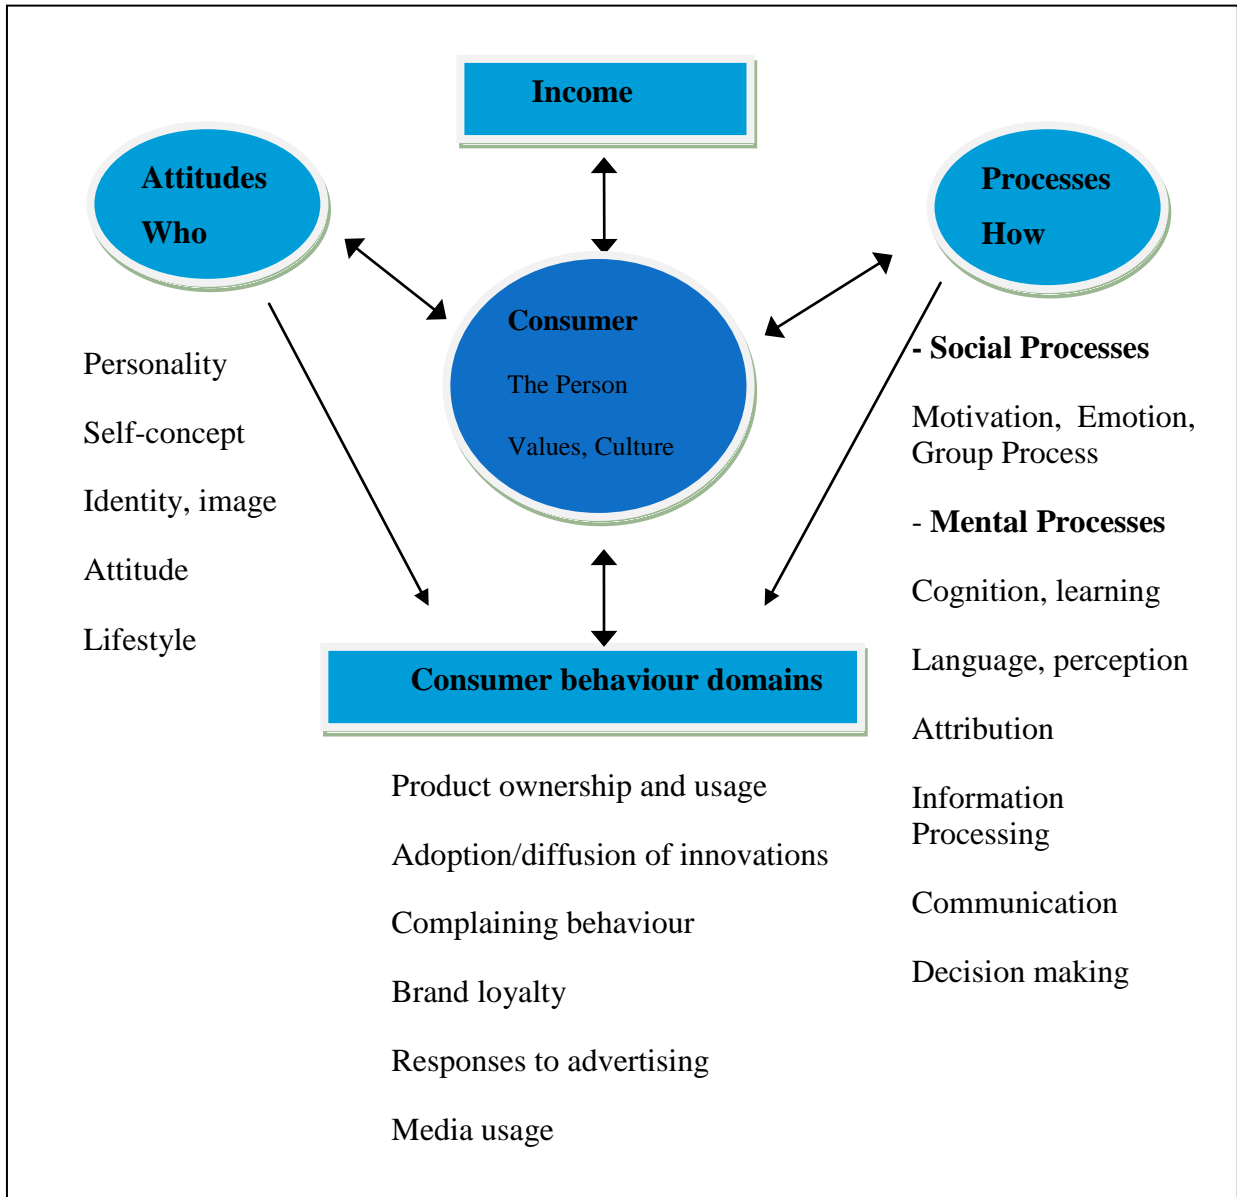 Income
Attitudes
Who
Processes
How
Consumer
The Person
Values, Culture
Personality
Self-concept
Identity, image
Attitude
Lifestyle
- Social Processes
Motivation, Emotion,
Group Process
- Mental Processes
Cognition, learning
Language, perception
Attribution
Information
Processing
Communication
Decision making
Consumer behaviour domains
Product ownership and usage
Adoption/diffusion of innovations
Complaining behaviour
Brand loyalty
Responses to advertising
Media usage